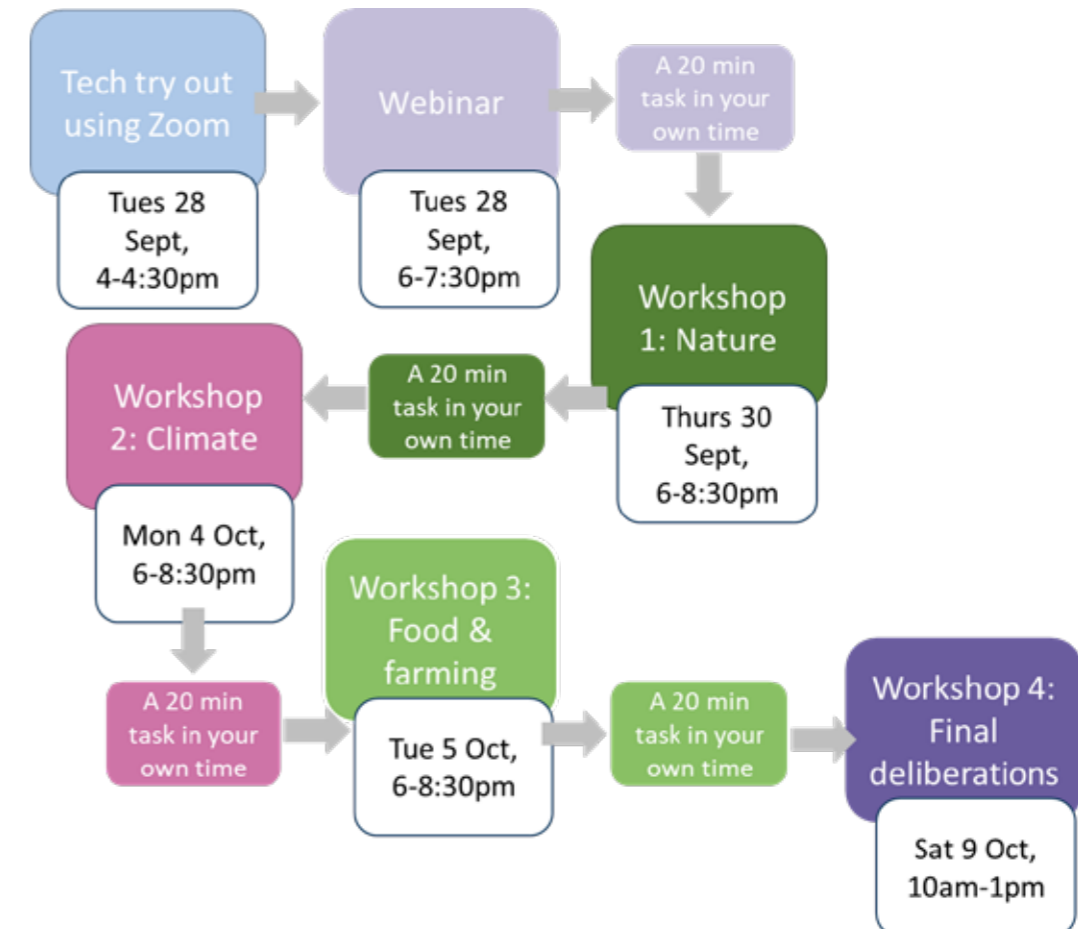 Tech try out
using Zoom
Tues 28
Sept,
4-4:30pm
Webinar
Tues 28
Sept,
6-7:30pm
A 20 min
task in your
own time
Workshop
1: Nature
Thurs 30
Sept,
6-8:30pm
A 20 min
task in your
own time
Workshop
2: Climate
Mon 4 Oct,
6-8:30pm
A 20 min
task in your
own time
Workshop 3:
Food &
farming
Tue 5 Oct,
6-8:30pm
A 20 min
task in your
own time
Workshop 4:
Final
deliberations
Sat 9 Oct,
10am-1pm